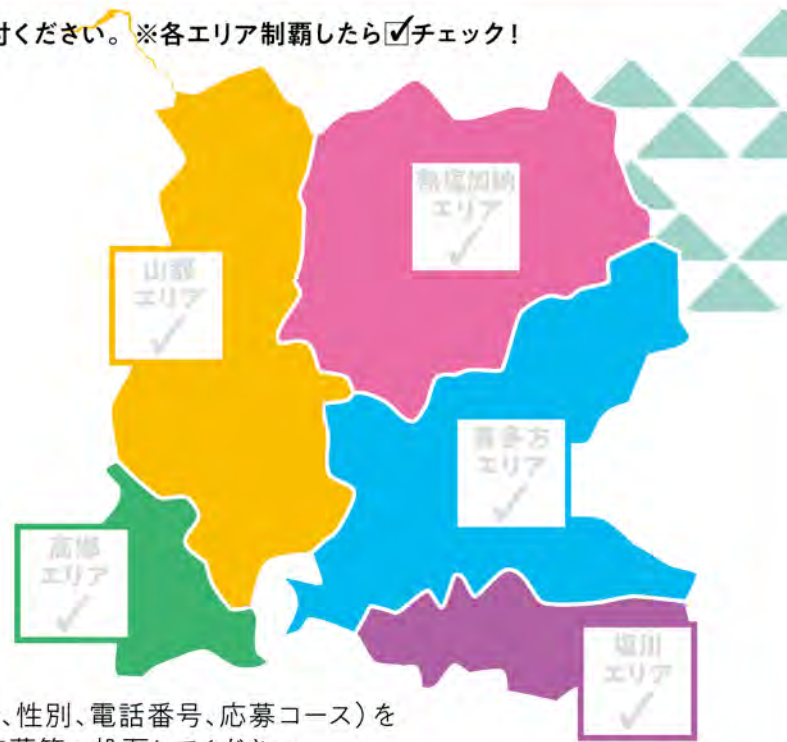 付ください。※各エリア制覇したら☑チェック!
熱塩加納
エリア
山都
エリア
喜多方
エリア
高郷
エリア
塩川
エリア
、性別、電話番号、応募コース)を